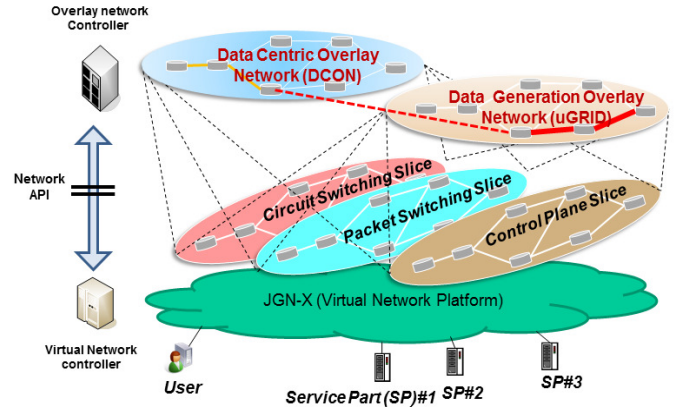 Overlay network
Controller
Data Centric Overlay
Network (DCON)
Data Generation Overlay
Network (uGRID)
Network
API
Circuit Switching Slice
Packet Switching Slice
Control Plane Slice
JGN-X (Virtual Network Platform)
Virtual Network
controller
User
Service Part (SP)#1
SP#2
SP#3